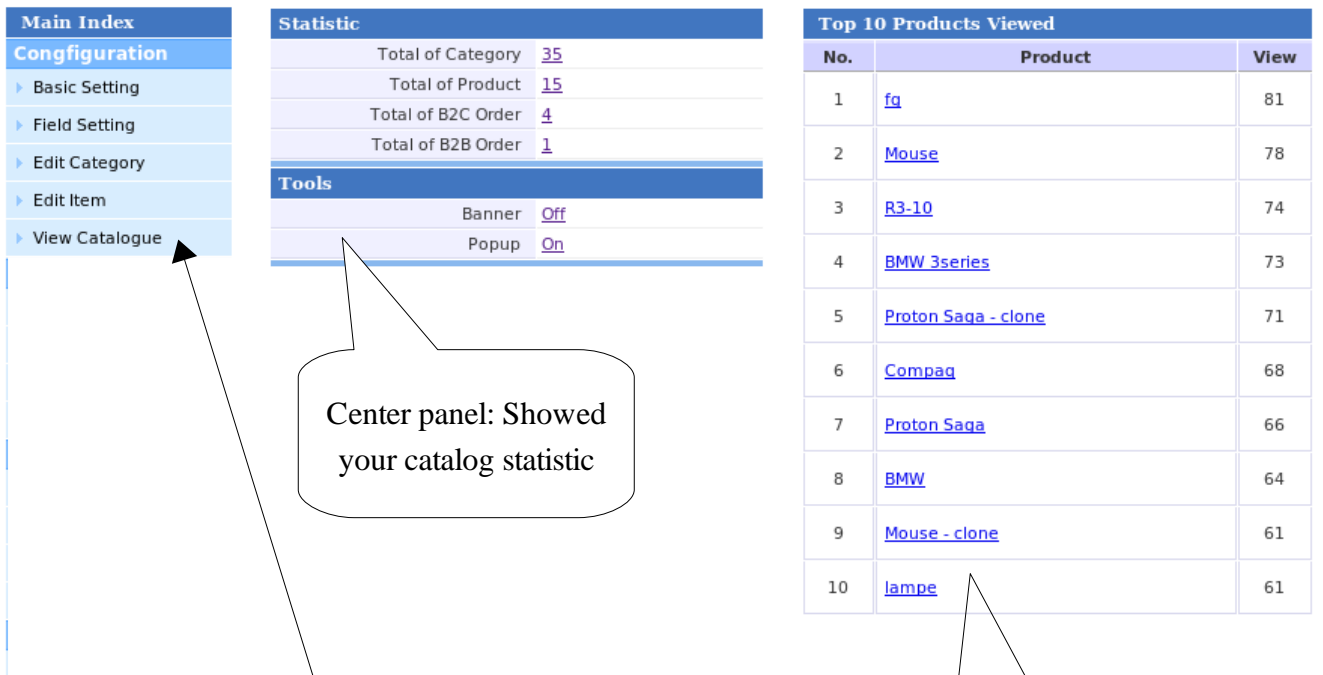 Main Index
Congfiguration
Basic Setting
Field Setting
Edit Category
Edit Item
View Catalogue
Statistic
Total of Category 35
Total of Product 15
Total of B2C Order 4
Total of B2B Order 1
Tools
Banner Off
Popup On
Center panel: Showed
your catalog statistic
Top 10 Products Viewed
No. Product View
1 fg 81
2 Mouse 78
3 R3-10 74
4 BMW 3series 73
5 Proton Saga - clone 71
6 Compaq 68
7 Proton Saga 66
8 BMW 64
9 Mouse - clone 61
10 lampe 61